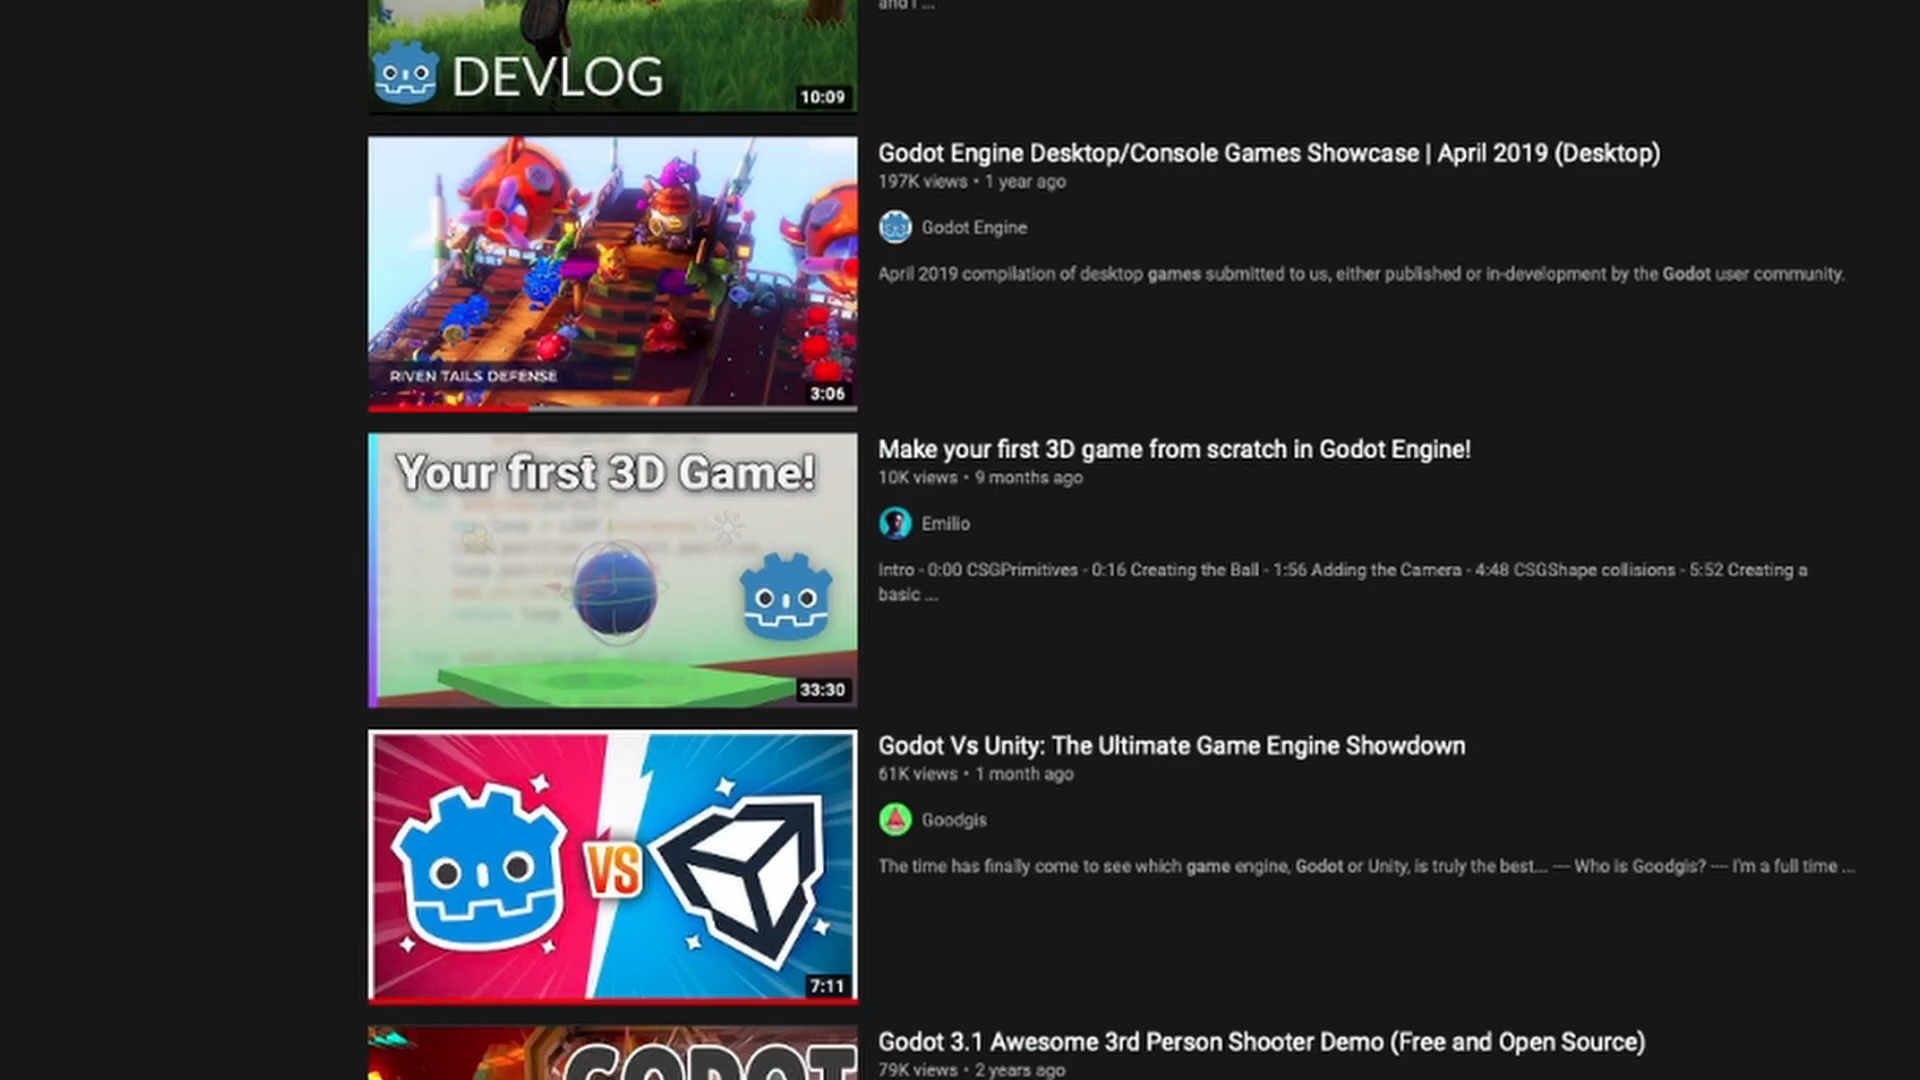 and I ...
DEVLOG
10:09
Godot Engine Desktop/Console Games Showcase | April 2019 (Desktop)
197K views • 1 year ago
Godot Engine
April 2019 compilation of desktop games submitted to us, either published or in-development by the Godot user community.
RIVEN TAILS DEFENSE
3:06
Your first 3D Game!
33:30
Make your first 3D game from scratch in Godot Engine!
10K views • 9 months ago
Emilio
Intro - 0:00 CSGPrimitives - 0:16 Creating the Ball - 1:56 Adding the Camera - 4:48 CSGShape collisions - 5:52 Creating a
basic ...
VS
7:11
Godot Vs Unity: The Ultimate Game Engine Showdown
61K views • 1 month ago
Goodgis
The time has finally come to see which game engine, Godot or Unity, is truly the best... — Who is Goodgis? — I'm a full time ...
GODOT
Godot 3.1 Awesome 3rd Person Shooter Demo (Free and Open Source)
79K views • 2 years ago